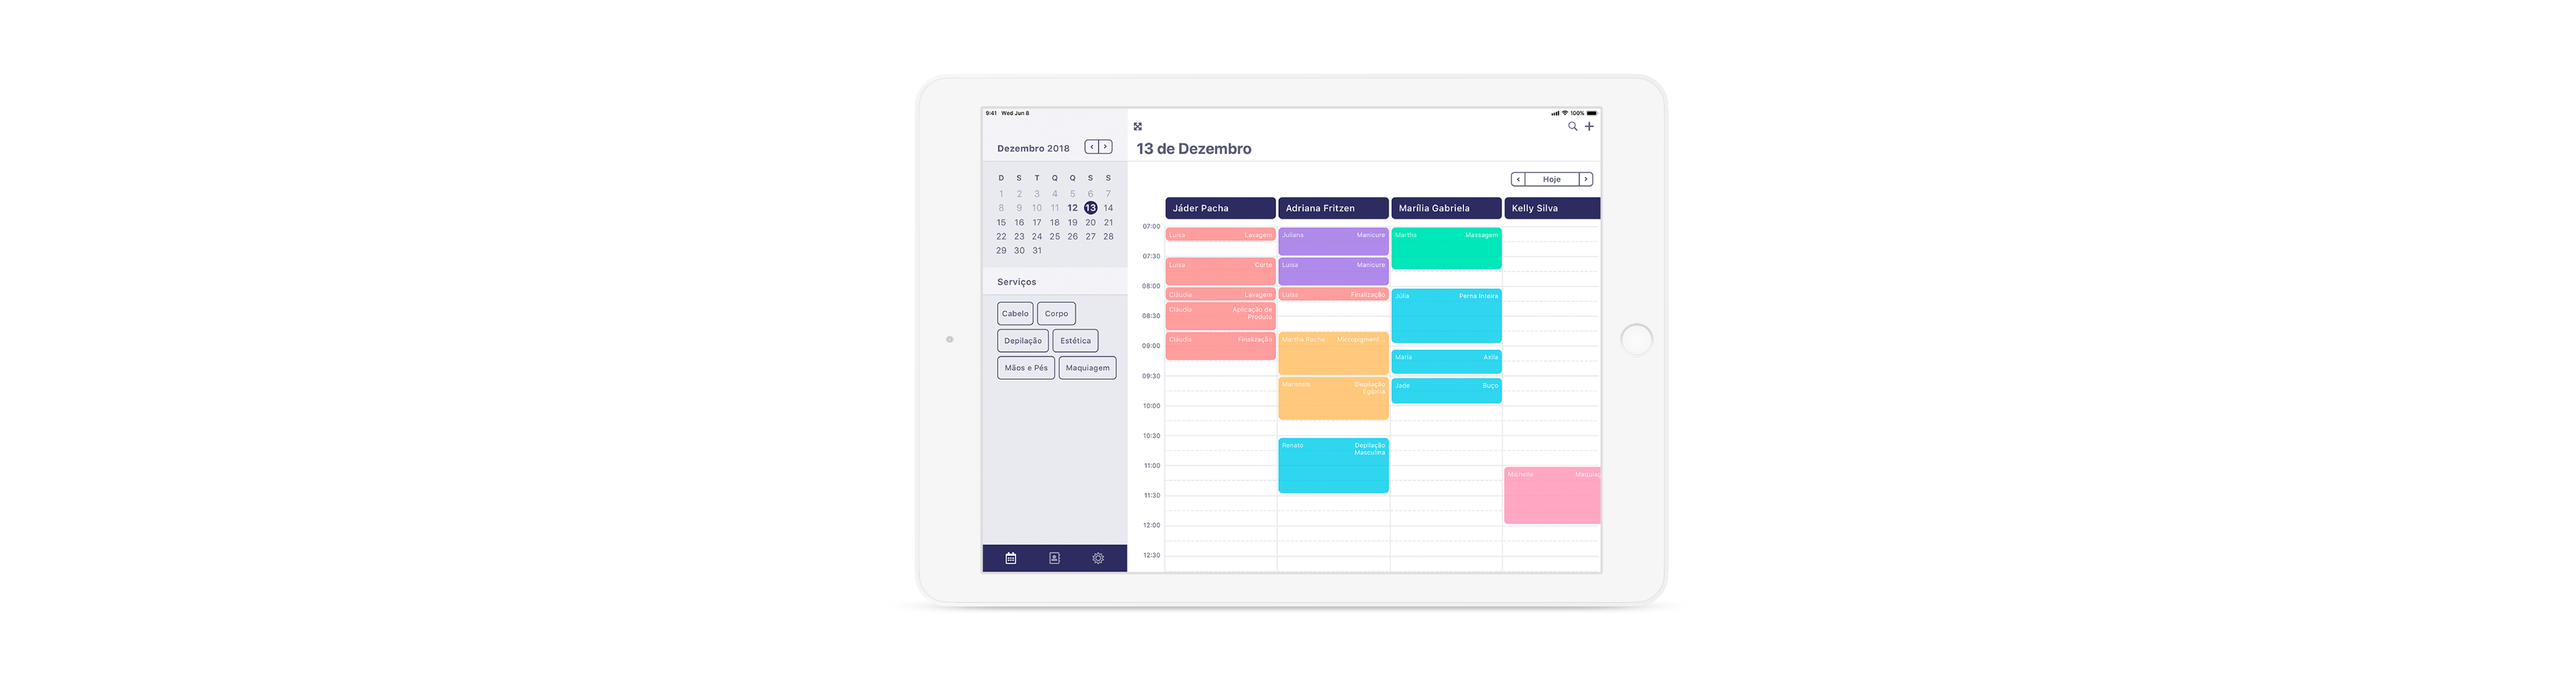 9:41 Wed Jun 8
100%
Dezembro 2018
D S T Q Q S S
1 2 3 4 5 6 7
8 9 10 11 12 13 14
15 16 17 18 19 20 21
22 23 24 25 26 27 28
29 30 31
Serviços
Cabelo Corpo
Depilação Estética
Mãos e Pés Maquiagem
13 de Dezembro
Hoje
Jáder Pacha Adriana Fritzen Marília Gabriela Kelly Silva
07:00
Luisa Lavagem Juliana Manicure Martha Massagem
07:30
Luisa Corte Luisa Manicure
08:00
Cláudia Lavagem Luisa Finalização Júlia Perna Inteira
08:30
Cláudia Aplicação de
Produto
09:00
Cláudia Finalização Martha Rocha Micropigment...
Maria Axila
09:30
Depilação
Egípcia
Jade Buço
10:00
10:30
Renato Depilação
Masculina
11:00
Michelle Maquiag
11:30
12:00
12:30